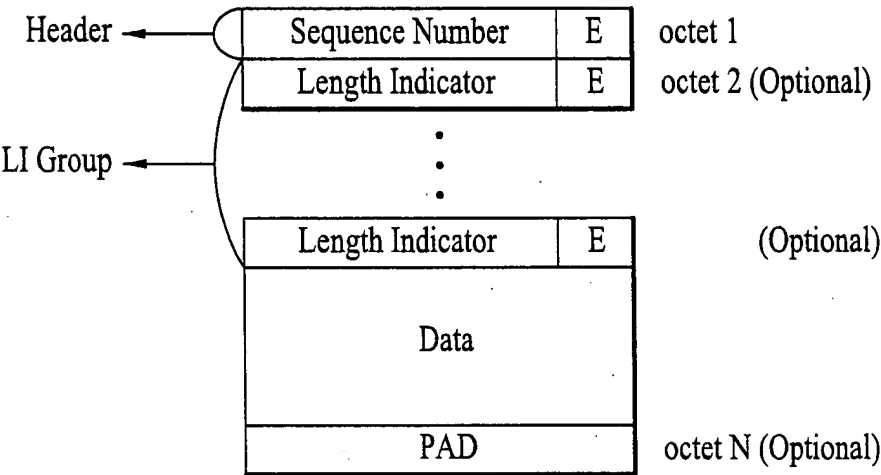 Header Sequence Number E octet 1
Length Indicator E octet 2 (Optional)
LI Group
Length Indicator E (Optional)
Data
PAD octet N (Optional)